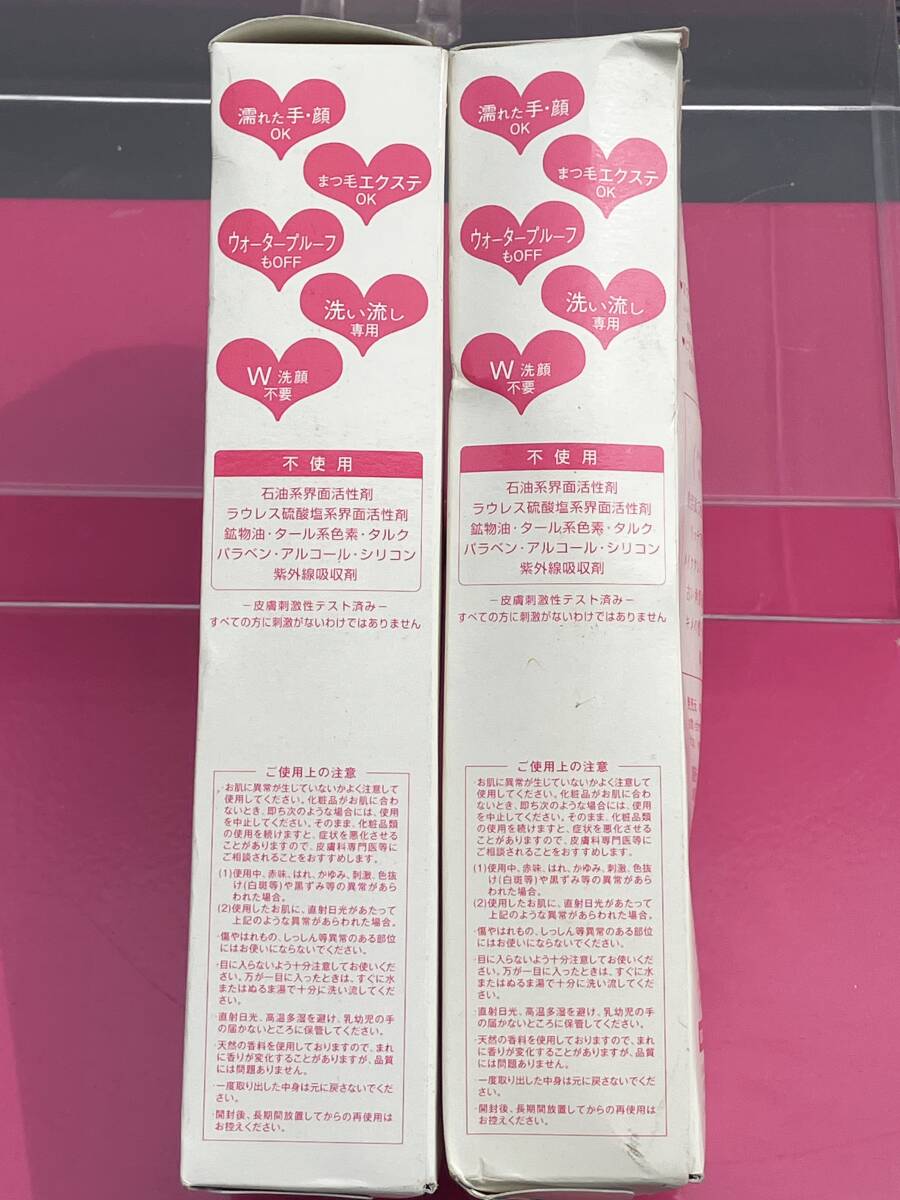 濡れた手・顔
OK
まつ毛エクステ
OK
ウォータープルーフ
もOFF
洗い流し
専用
W洗顔
不要
不使用
石油系界面活性剤
ラウレス硫酸塩系界面活性剤
鉱物油・タール系色素・タルク
パラベン・アルコール・シリコン
紫外線吸収剤
−皮膚刺激性テスト済み−
すべての方に刺激がないわけではありません
ご使用上の注意
・お肌に異常が生じていないかよく注意して
使用してください。化粧品がお肌に合わ
ないとき、即ち次のような場合には、使用
を中止してください。そのまま、化粧品類
の使用を続けますと、症状を悪化させる
ことがありますので、皮膚科専門医等に
ご相談されることをおすすめします。
(1)使用中、赤味、はれ、かゆみ、刺激、色抜
け(白斑等)や黒ずみ等の異常があら
われた場合。
(2)使用したお肌に、直射日光があたって
上記のような異常があらわれた場合。
・傷やはれもの、しっしん等異常のある部位
にはお使いにならないでください。
・目に入らないよう十分注意してお使いくだ
さい。万が一目に入ったときは、すぐに水
またはぬるま湯で十分に洗い流してくだ
さい。
・直射日光、高温多湿を避け、乳幼児の手
の届かないところに保管してください。
・天然の香料を使用しておりますので、まれ
に香りが変化することがありますが、品質
には問題ありません。
・一度取り出した中身は元に戻さないでくだ
さい。
・開封後、長期間放置してからの再使用は
お控えください。
濡れた手・顔
OK
まつ毛エクステ
OK
ウォータープルーフ
もOFF
洗い流し
専用
W洗顔
不要
不使用
石油系界面活性剤
ラウレス硫酸塩系界面活性剤
鉱物油・タール系色素・タルク
パラベン・アルコール・シリコン
紫外線吸収剤
−皮膚刺激性テスト済み−
すべての方に刺激がないわけではありません
ご使用上の注意
・お肌に異常が生じていないかよく注意して
使用してください。化粧品がお肌に合わ
ないとき、即ち次のような場合には、使用
を中止してください。そのまま、化粧品類
の使用を続けますと、症状を悪化させる
ことがありますので、皮膚科専門医等に
ご相談されることをおすすめします。
(1)使用中、赤味、はれ、かゆみ、刺激、色抜
け(白斑等)や黒ずみ等の異常があら
われた場合。
(2)使用したお肌に、直射日光があたって
上記のような異常があらわれた場合。
・傷やはれもの、しっしん等異常のある部位
にはお使いにならないでください。
・目に入らないよう十分注意してお使いくだ
さい。万が一目に入ったときは、すぐに水
またはぬるま湯で十分に洗い流してくだ
さい。
・直射日光、高温多湿を避け、乳幼児の手
の届かないところに保管してください。
・天然の香料を使用しておりますので、まれ
に香りが変化することがありますが、品質
には問題ありません。
・一度取り出した中身は元に戻さないでくだ
さい。
・開封後、長期間放置してからの再使用は
お控えください。